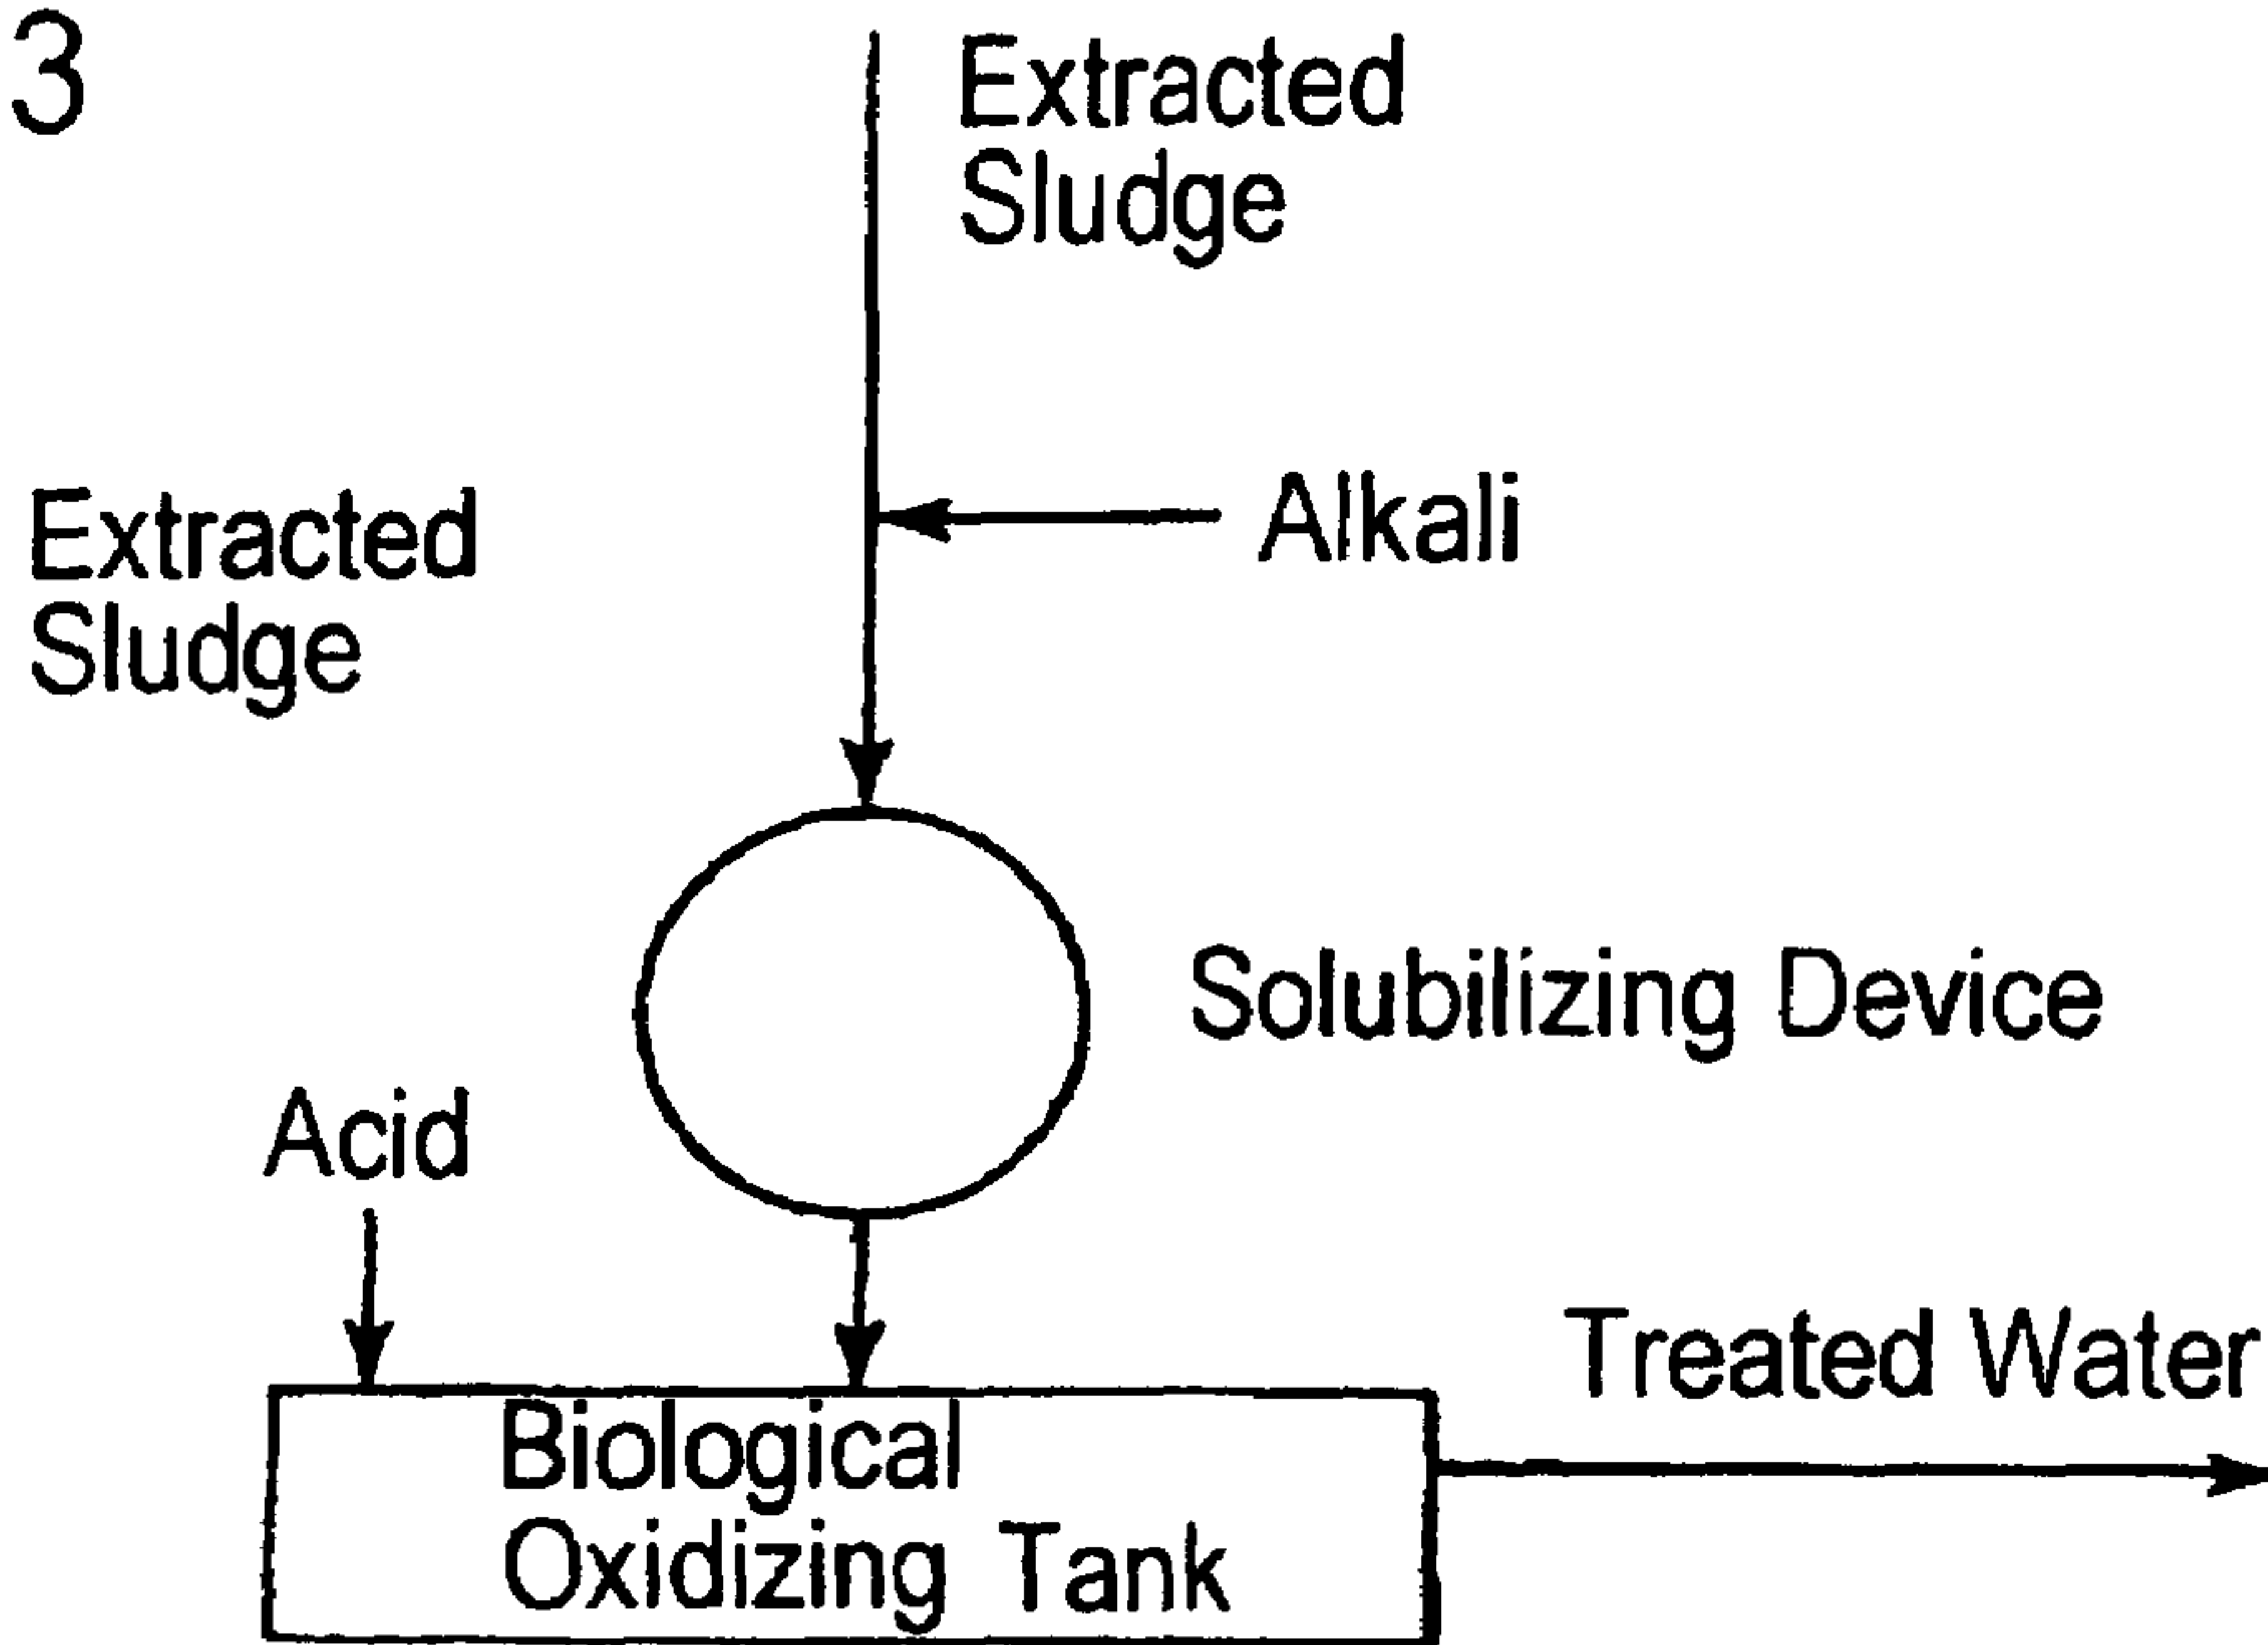 3
Extracted
Sludge
Alkali
Extracted
Sludge
Solubilizing Device
Acid
Treated Water
Biological
Oxidizing Tank